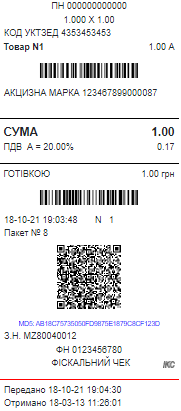 ПН 000000000000
1.000 X 1.00
КОД УКТЗЕД 4353453453
Товар N1 1.00 А
АКЦИЗНА МАРКА 123467899000087
СУМА 1.00
ПДВ А = 20.00% 0.17
ГОТІВКОЮ 1.00 грн
18-10-21 19:03:48 N 1
Пакет № 8
MD5: AB18C75735050FD9875E1879C8CF123D
З.Н. MZ80040012
ФН 0123456780
ФІСКАЛЬНИЙ ЧЕК ІКС
Передано 18-10-21 19:04:30
Отримано 18-03-13 11:26:01